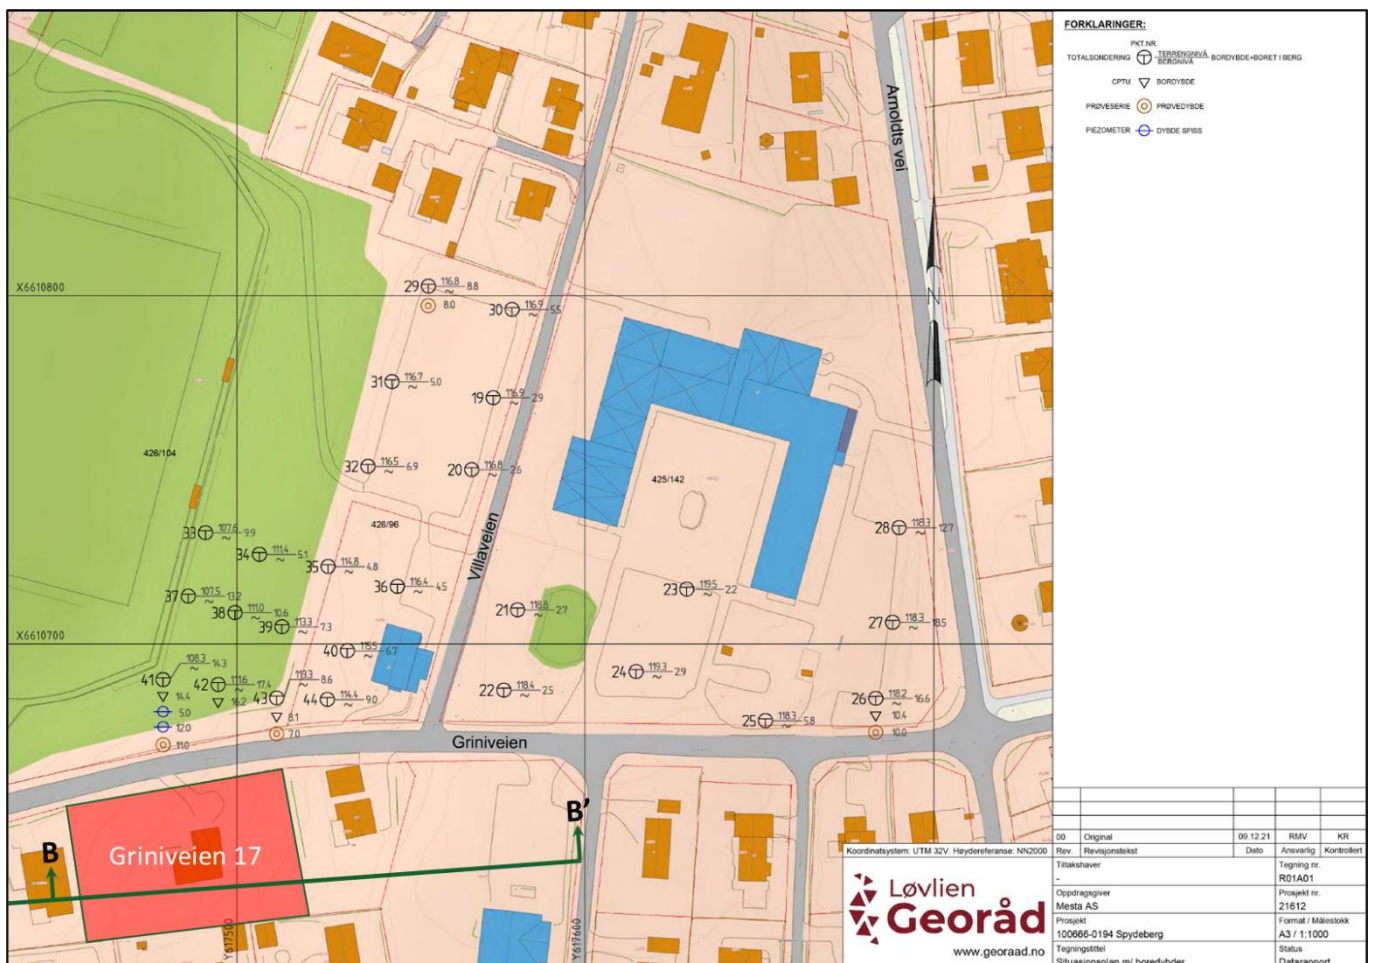 FORKLARINGER:
PKT.NR.
TOTALSONDERING TERRENGNIVÅ BORDYBDE+BORET I BERG
BERGNIVÅ
CPTU BORDYBDE
PRØVESERIE PRØVEDYBDE
PIEZOMETER DYBDE SPISS
Arnoldts vei
N
X6610800
29 116.8 8.8
~
8.0
30 116.9 5.5
~
31 116.7 5.0
~
19 116.9 2.9
~
426/104
32 116.5 6.9
~
20 116.8 2.6
~
425/142
426/96
Villaveien
33 107.6 9.9
~
28 118.3 12.7
~
34 111.4 5.1
~
35 114.8 4.8
~
36 116.4 4.5
~
23 119.5 2.2
~
37 107.5 13.2
~
38 111.0 10.6
~
21 118.8 2.7
~
39 113.3 7.3
~
27 118.3 18.5
~
X6610700
40 115.5 6.7
~
24 119.3 2.9
~
41 108.3 14.3
~
14.4
5.0
12.0
11.0
42 111.6 17.4
~
16.2
43 113.3 8.6
~
8.1
7.0
44 114.4 9.0
~
22 118.4 2.5
~
25 118.3 5.8
~
26 118.2 16.6
~
10.4
10.0
Griniveien
B
Griniveien 17
B'
Y617500
Y617600
Koordinatsystem: UTM 32V. Høydereferanse: NN2000
Løvlien
Georåd
www.georaad.no
00 Original 09.12.21 RMV KR
Rev. Revisjonstekst Dato Ansvarlig Kontrollert
Tiltakshaver Tegning nr.
- R01A01
Oppdragsgiver Prosjekt nr.
Mesta AS 21612
Prosjekt Format / Målestokk
100666-0194 Spydeberg A3 / 1:1000
Tegningstittel Status
Situasjonsplan m/ boredybder Datarapport